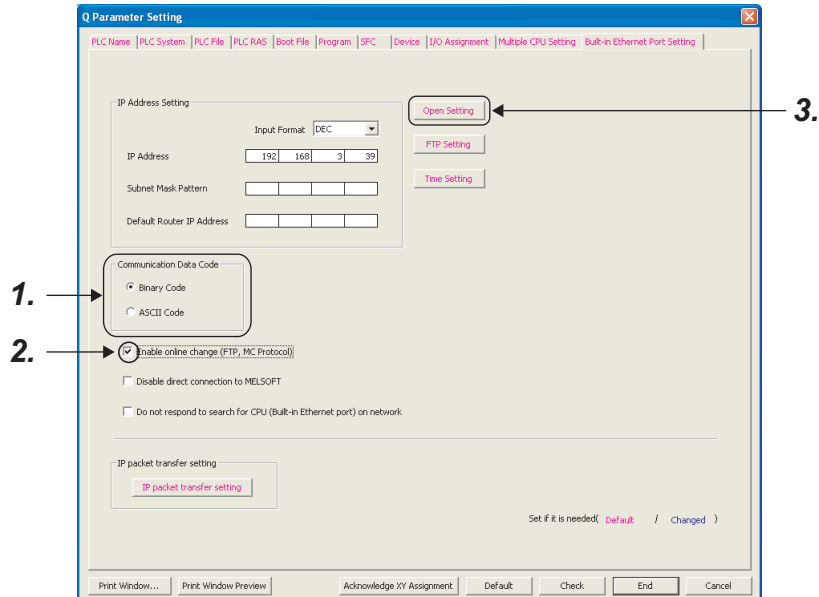 Q Parameter Setting
PLC Name PLC System PLC File PLC RAS Boot File Program SFC Device I/O Assignment Multiple CPU Setting Built-in Ethernet Port Setting
IP Address Setting
Input Format DEC
IP Address 192 168 3 39
Subnet Mask Pattern
Default Router IP Address
Open Setting
3.
FTP Setting
Time Setting
1.
Communication Data Code
Binary Code
ASCII Code
2.
Enable online change (FTP, MC Protocol)
Disable direct connection to MELSOFT
Do not respond to search for CPU (Built-in Ethernet port) on network
IP packet transfer setting
IP packet transfer setting
Set if it is needed( Default / Changed )
Print Window... Print Window Preview Acknowledge XY Assignment Default Check End Cancel